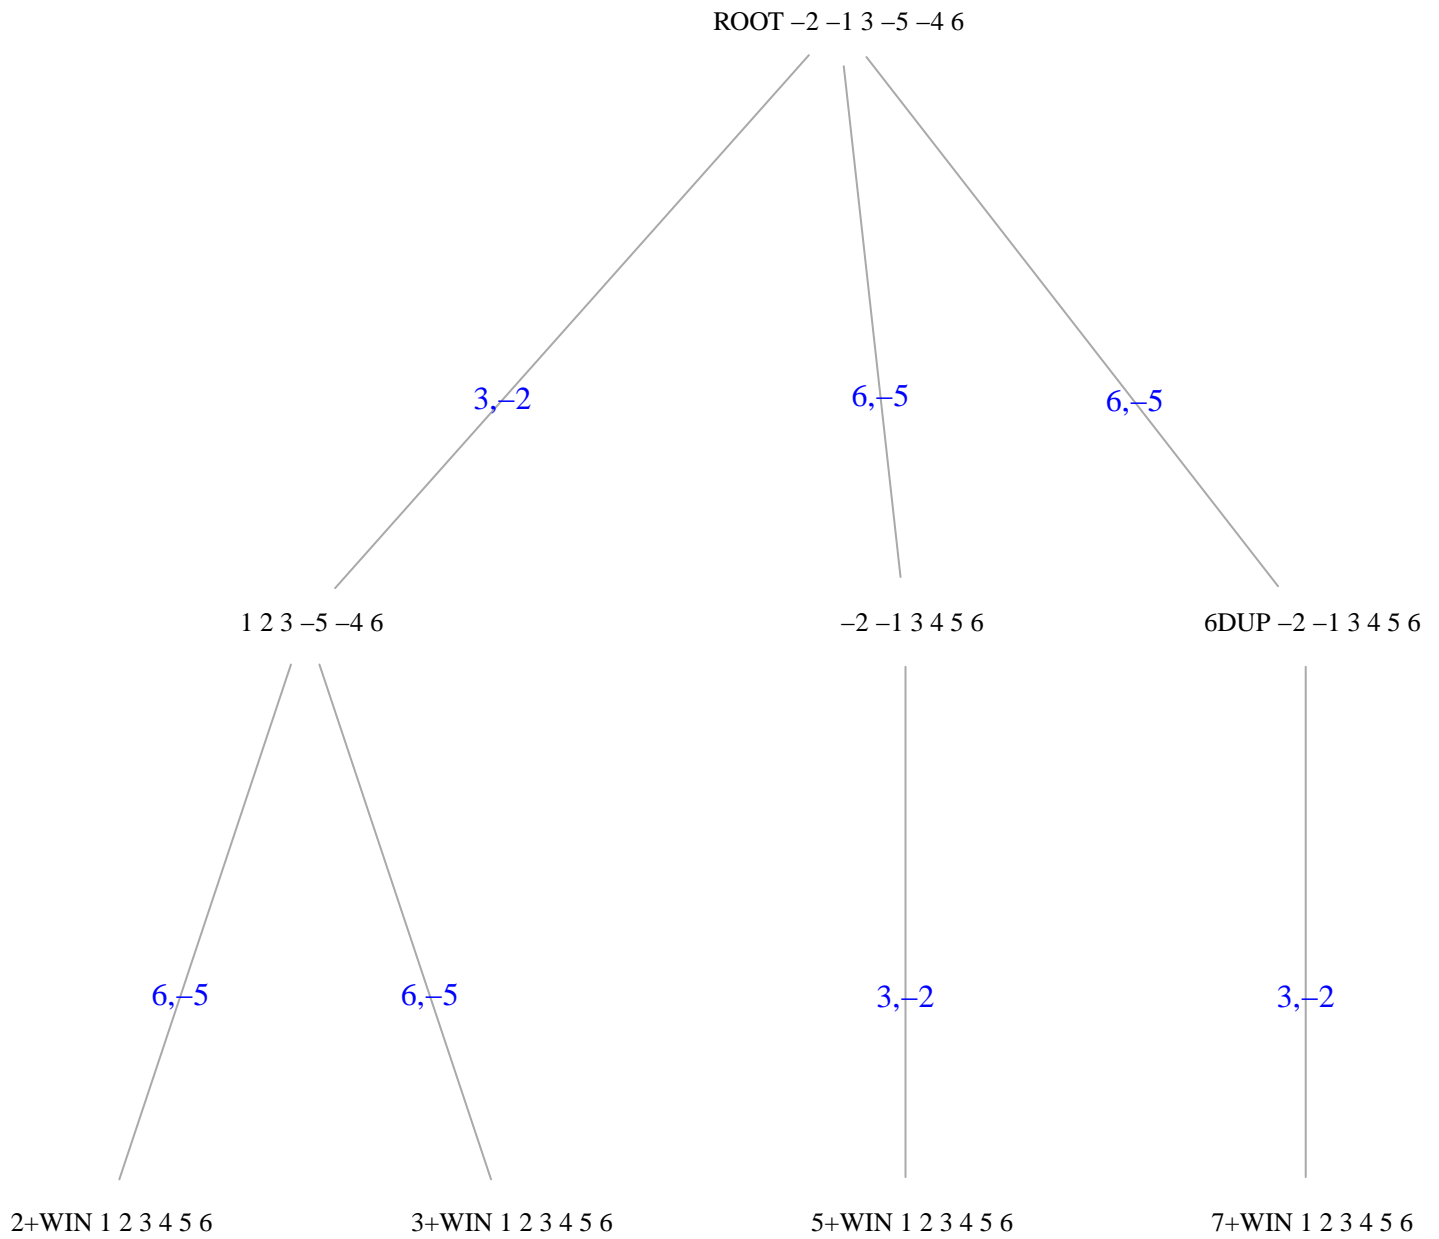 ROOT –2 –1 3 –5 –4 6
3,–2
6,–5
6,–5
1 2 3 –5 –4 6
–2 –1 3 4 5 6
6DUP –2 –1 3 4 5 6
6,–5
6,–5
3,–2
3,–2
2+WIN 1 2 3 4 5 6
3+WIN 1 2 3 4 5 6
5+WIN 1 2 3 4 5 6
7+WIN 1 2 3 4 5 6